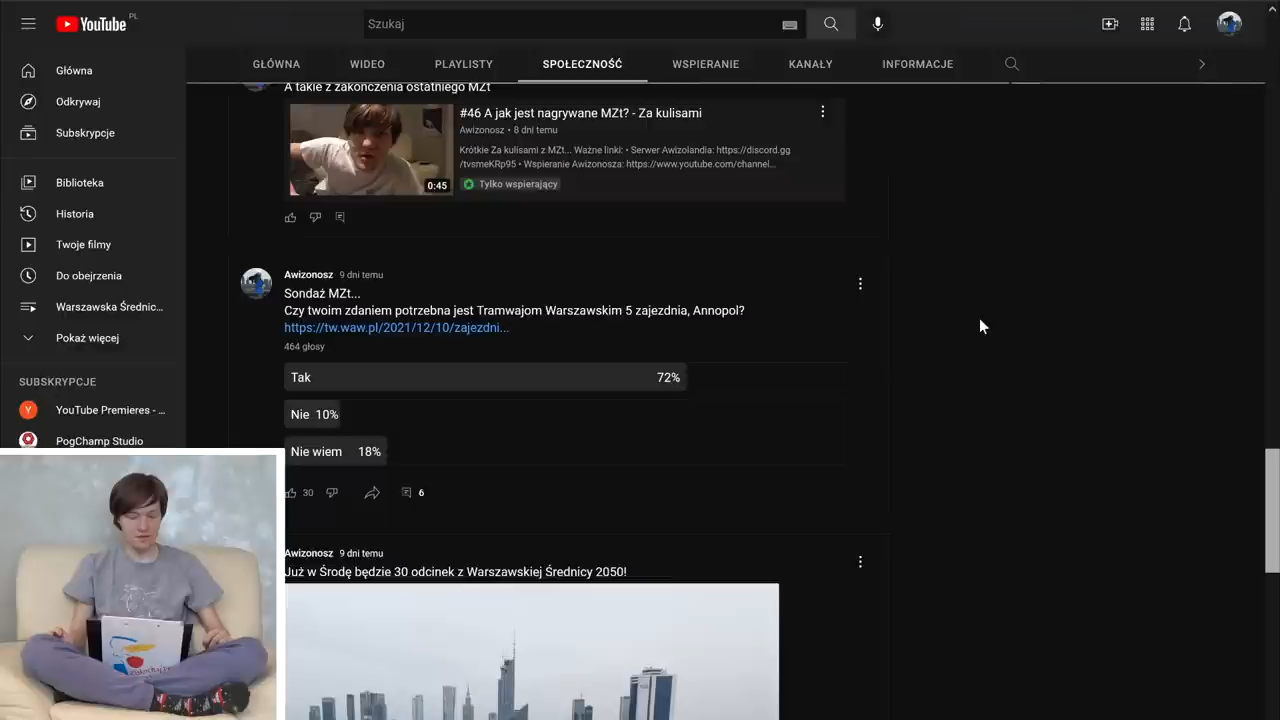 YouTube PL
Szukaj
GŁÓWNA WIDEO PLAYLISTY SPOŁECZNOŚĆ WSPIERANIE KANAŁY INFORMACJE
Główna
Odkrywaj
Subskrypcje
Biblioteka
Historia
Twoje filmy
Do obejrzenia
Warszawska Średnic...
Pokaż więcej
SUBSKRYPCJE
YouTube Premieres - ...
PogChamp Studio
A takie z zakończenia ostatniego MZt
#46 A jak jest nagrywane MZt? - Za kulisami
Awizonosz • 8 dni temu
Krótkie Za kulisami z MZt... Ważne linki: • Serwer Awizolandia: https://discord.gg
/tvsmeKRp95 • Wspieranie Awizonosza: https://www.youtube.com/channel...
Tylko wspierający
0:45
Awizonosz 9 dni temu
Sondaż MZt...
Czy twoim zdaniem potrzebna jest Tramwajom Warszawskim 5 zajezdnia, Annopol?
https://tw.waw.pl/2021/12/10/zajezdni...
464 głosy
Tak 72%
Nie 10%
Nie wiem 18%
30 6
Awizonosz 9 dni temu
Już w Środę będzie 30 odcinek z Warszawskiej Średnicy 2050!